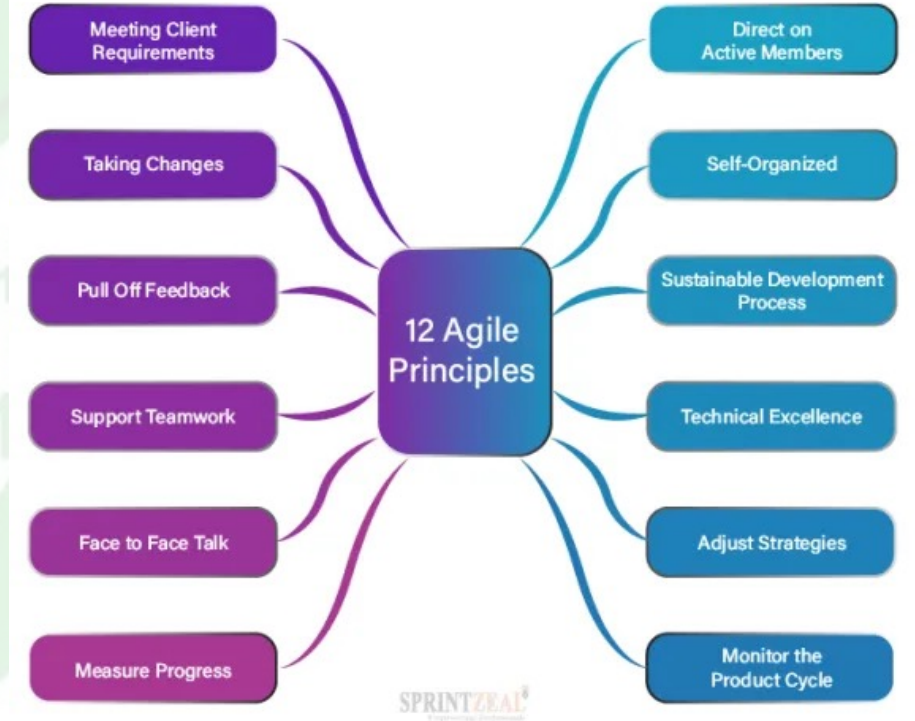 Meeting Client
Requirements
Taking Changes
Pull Off Feedback
Support Teamwork
Face to Face Talk
Measure Progress
12 Agile
Principles
Direct on
Active Members
Self-Organized
Sustainable Development
Process
Technical Excellence
Adjust Strategies
Monitor the
Product Cycle
SPRINTZEAL®